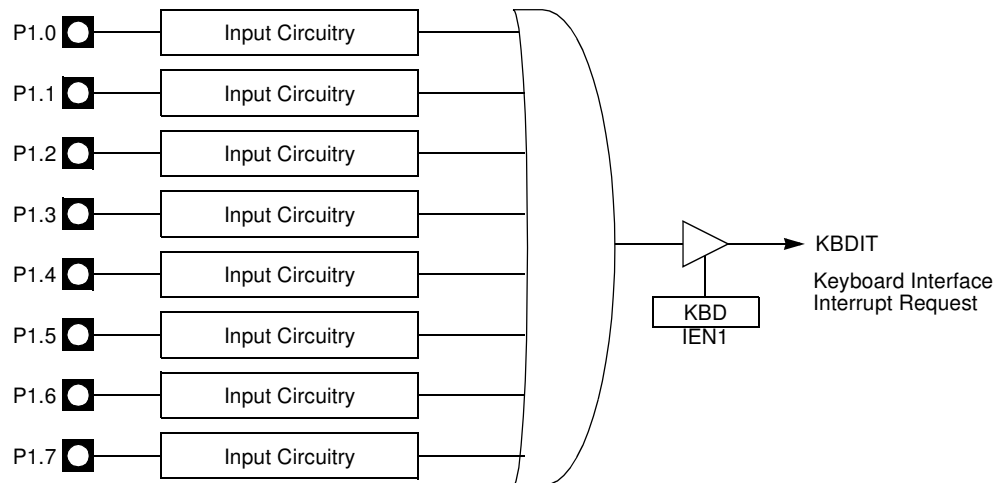 P1.0 Input Circuitry
P1.1 Input Circuitry
P1.2 Input Circuitry
P1.3 Input Circuitry
P1.4 Input Circuitry
P1.5 Input Circuitry
P1.6 Input Circuitry
P1.7 Input Circuitry
KBDIT
Keyboard Interface
Interrupt Request
KBD
IEN1